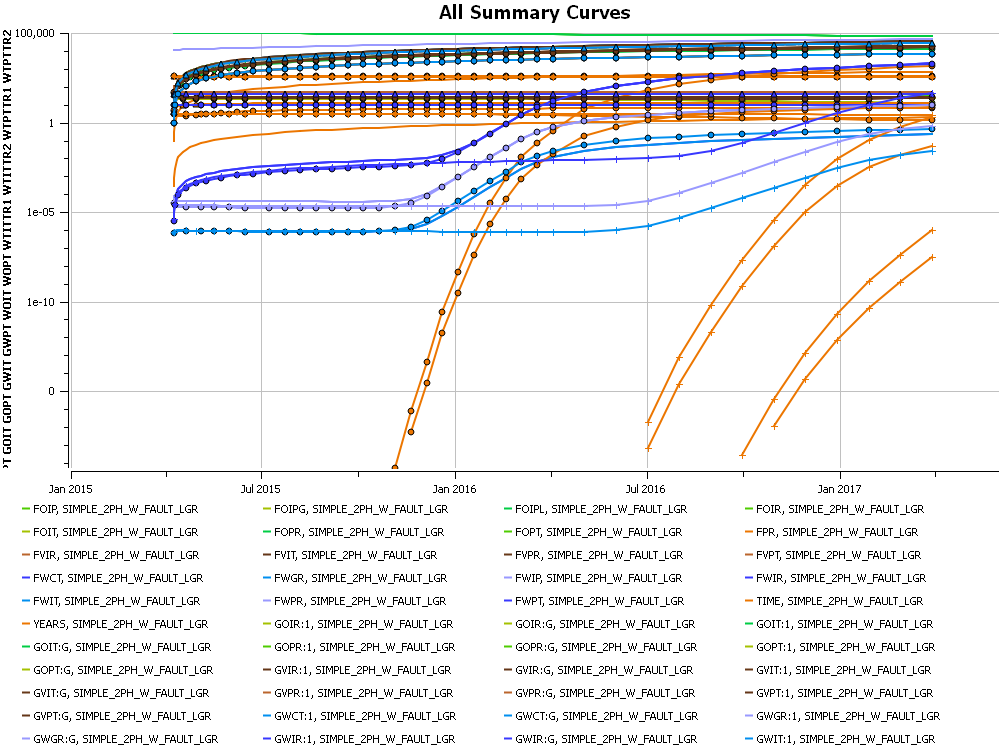 All Summary Curves
PT GOIT GOPT GWIT GWPT WOIT WOPT WTITTR2 WTITTR1 WTPTTR2
100,000
1
1e-05
1e-10
0
Jan 2015 Jul 2015 Jan 2016 Jul 2016 Jan 2017
FOIP, SIMPLE_2PH_W_FAULT_LGR FOIPG, SIMPLE_2PH_W_FAULT_LGR FOIPL, SIMPLE_2PH_W_FAULT_LGR FOIR, SIMPLE_2PH_W_FAULT_LGR
FOIT, SIMPLE_2PH_W_FAULT_LGR FOPR, SIMPLE_2PH_W_FAULT_LGR FOPT, SIMPLE_2PH_W_FAULT_LGR FPR, SIMPLE_2PH_W_FAULT_LGR
FVIR, SIMPLE_2PH_W_FAULT_LGR FVIT, SIMPLE_2PH_W_FAULT_LGR FVPR, SIMPLE_2PH_W_FAULT_LGR FVPT, SIMPLE_2PH_W_FAULT_LGR
FWCT, SIMPLE_2PH_W_FAULT_LGR FWGR, SIMPLE_2PH_W_FAULT_LGR FWIP, SIMPLE_2PH_W_FAULT_LGR FWIR, SIMPLE_2PH_W_FAULT_LGR
FWIT, SIMPLE_2PH_W_FAULT_LGR FWPR, SIMPLE_2PH_W_FAULT_LGR FWPT, SIMPLE_2PH_W_FAULT_LGR TIME, SIMPLE_2PH_W_FAULT_LGR
YEARS, SIMPLE_2PH_W_FAULT_LGR GOIR:1, SIMPLE_2PH_W_FAULT_LGR GOIR:G, SIMPLE_2PH_W_FAULT_LGR GOIT:1, SIMPLE_2PH_W_FAULT_LGR
GOIT:G, SIMPLE_2PH_W_FAULT_LGR GOPR:1, SIMPLE_2PH_W_FAULT_LGR GOPR:G, SIMPLE_2PH_W_FAULT_LGR GOPT:1, SIMPLE_2PH_W_FAULT_LGR
GOPT:G, SIMPLE_2PH_W_FAULT_LGR GVIR:1, SIMPLE_2PH_W_FAULT_LGR GVIR:G, SIMPLE_2PH_W_FAULT_LGR GVIT:1, SIMPLE_2PH_W_FAULT_LGR
GVIT:G, SIMPLE_2PH_W_FAULT_LGR GVPR:1, SIMPLE_2PH_W_FAULT_LGR GVPR:G, SIMPLE_2PH_W_FAULT_LGR GVPT:1, SIMPLE_2PH_W_FAULT_LGR
GVPT:G, SIMPLE_2PH_W_FAULT_LGR GWCT:1, SIMPLE_2PH_W_FAULT_LGR GWCT:G, SIMPLE_2PH_W_FAULT_LGR GWGR:1, SIMPLE_2PH_W_FAULT_LGR
GWGR:G, SIMPLE_2PH_W_FAULT_LGR GWIR:1, SIMPLE_2PH_W_FAULT_LGR GWIR:G, SIMPLE_2PH_W_FAULT_LGR GWIT:1, SIMPLE_2PH_W_FAULT_LGR